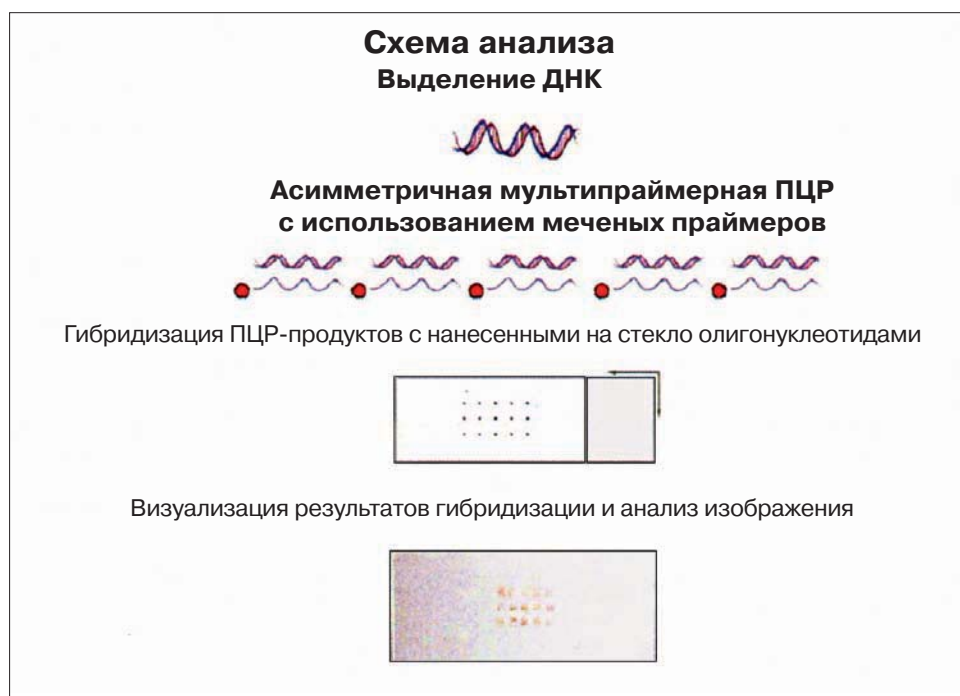 Схема анализа
Выделение ДНК
Асимметричная мультипраймерная ПЦР
с использованием меченых праймеров
Гибридизация ПЦР-продуктов с нанесенными на стекло олигонуклеотидами
Визуализация результатов гибридизации и анализ изображения